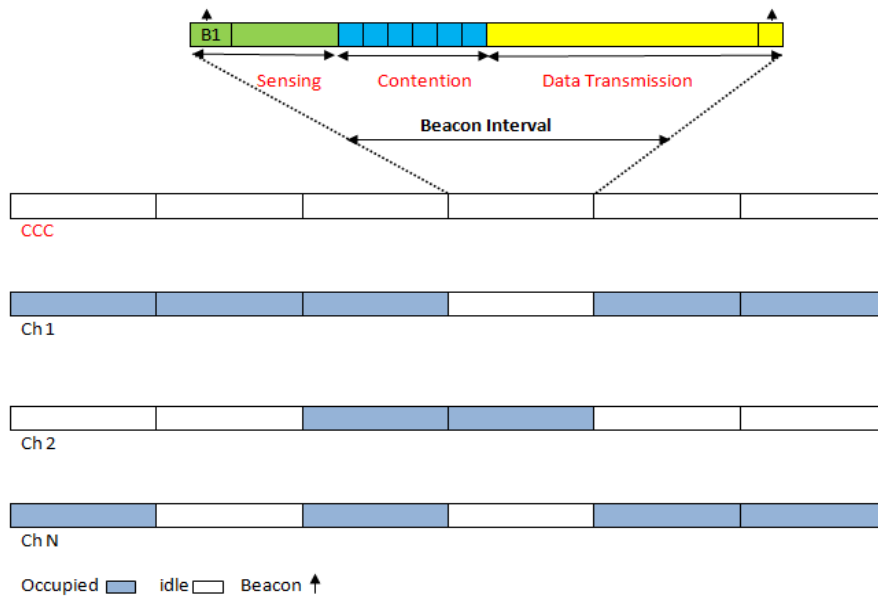 B1
Sensing Contention Data Transmission
Beacon Interval
CCC
Ch 1
Ch 2
Ch N
Occupied idle Beacon